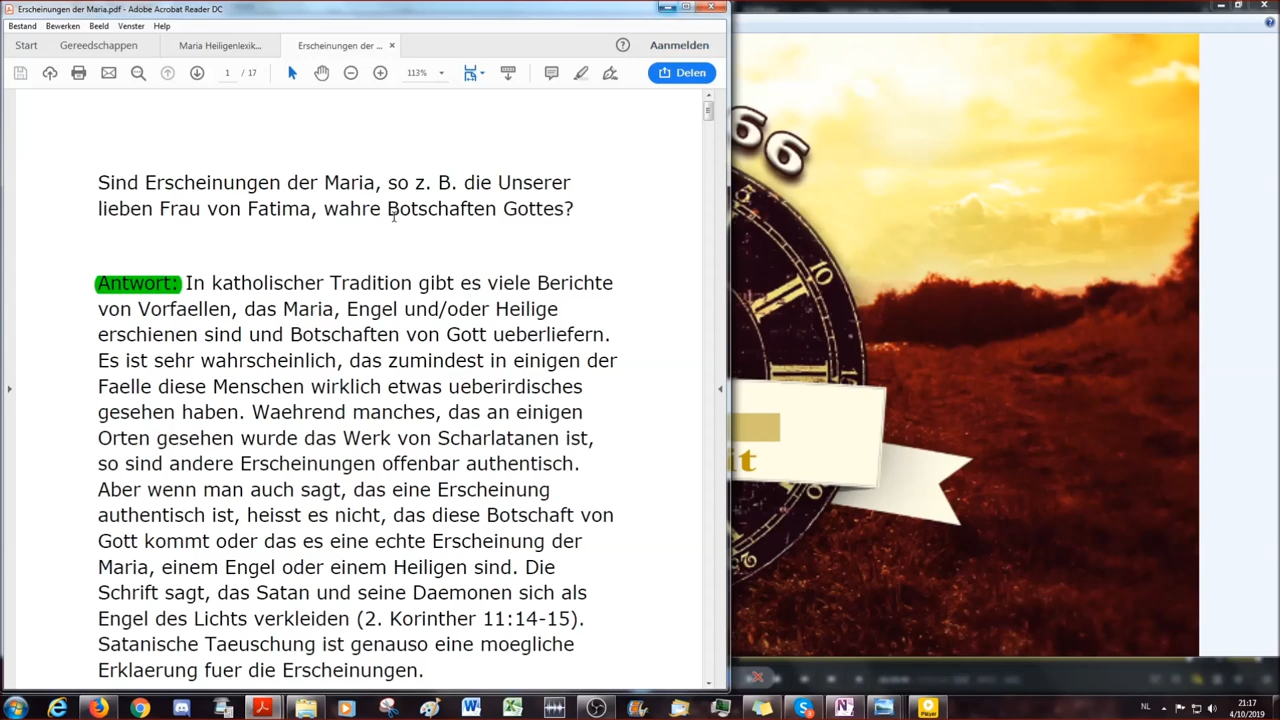 Erscheinungen der Maria.pdf - Adobe Acrobat Reader DC
Bestand Bewerken Beeld Venster Help
Start Gereedschappen Maria Heiligenlexik... Erscheinungen der ... × Aanmelden
1 / 17 113% Delen
Sind Erscheinungen der Maria, so z. B. die Unserer
lieben Frau von Fatima, wahre Botschaften Gottes?
Antwort: In katholischer Tradition gibt es viele Berichte
von Vorfaellen, das Maria, Engel und/oder Heilige
erschienen sind und Botschaften von Gott ueberliefern.
Es ist sehr wahrscheinlich, das zumindest in einigen der
Faelle diese Menschen wirklich etwas ueberirdisches
gesehen haben. Waehrend manches, das an einigen
Orten gesehen wurde das Werk von Scharlatanen ist,
so sind andere Erscheinungen offenbar authentisch.
Aber wenn man auch sagt, das eine Erscheinung
authentisch ist, heisst es nicht, das diese Botschaft von
Gott kommt oder das es eine echte Erscheinung der
Maria, einem Engel oder einem Heiligen sind. Die
Schrift sagt, das Satan und seine Daemonen sich als
Engel des Lichts verkleiden (2. Korinther 11:14-15).
Satanische Taeuschung ist genauso eine moegliche
Erklaerung fuer die Erscheinungen.
66
5
10
it
NL 21:17
4/10/2019